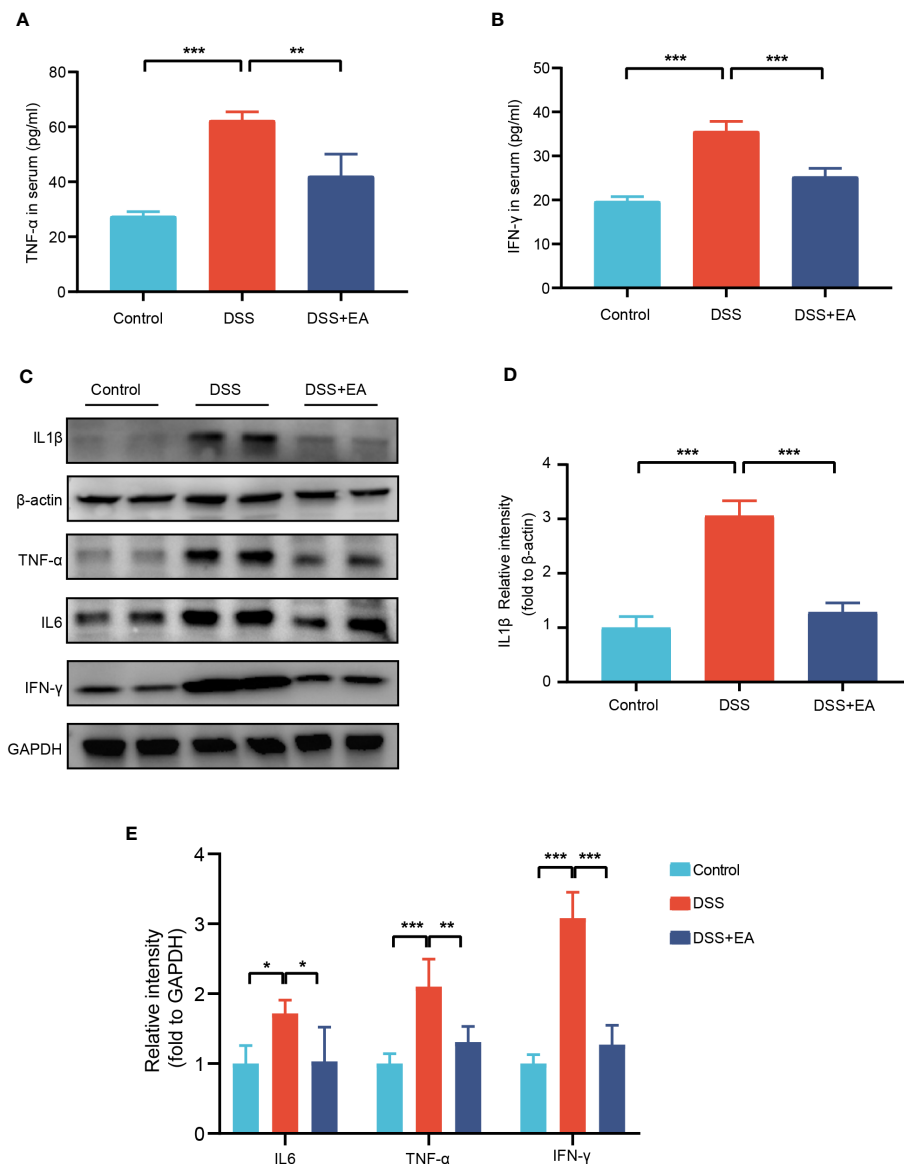 A
*** **
TNF-α in serum (pg/ml)
80
60
40
20
0
Control DSS DSS+EA
B
*** ***
IFN-γ in serum (pg/ml)
50
40
30
20
10
0
Control DSS DSS+EA
C
Control DSS DSS+EA
IL1β
β-actin
TNF-α
IL6
IFN-γ
GAPDH
D
*** ***
IL1β Relative intensity
(fold to β-actin)
4
3
2
1
0
Control DSS DSS+EA
E
Relative intensity
(fold to GAPDH)
4
3
2
1
0
* *
*** **
*** ***
IL6 TNF-α IFN-γ
Control
DSS
DSS+EA